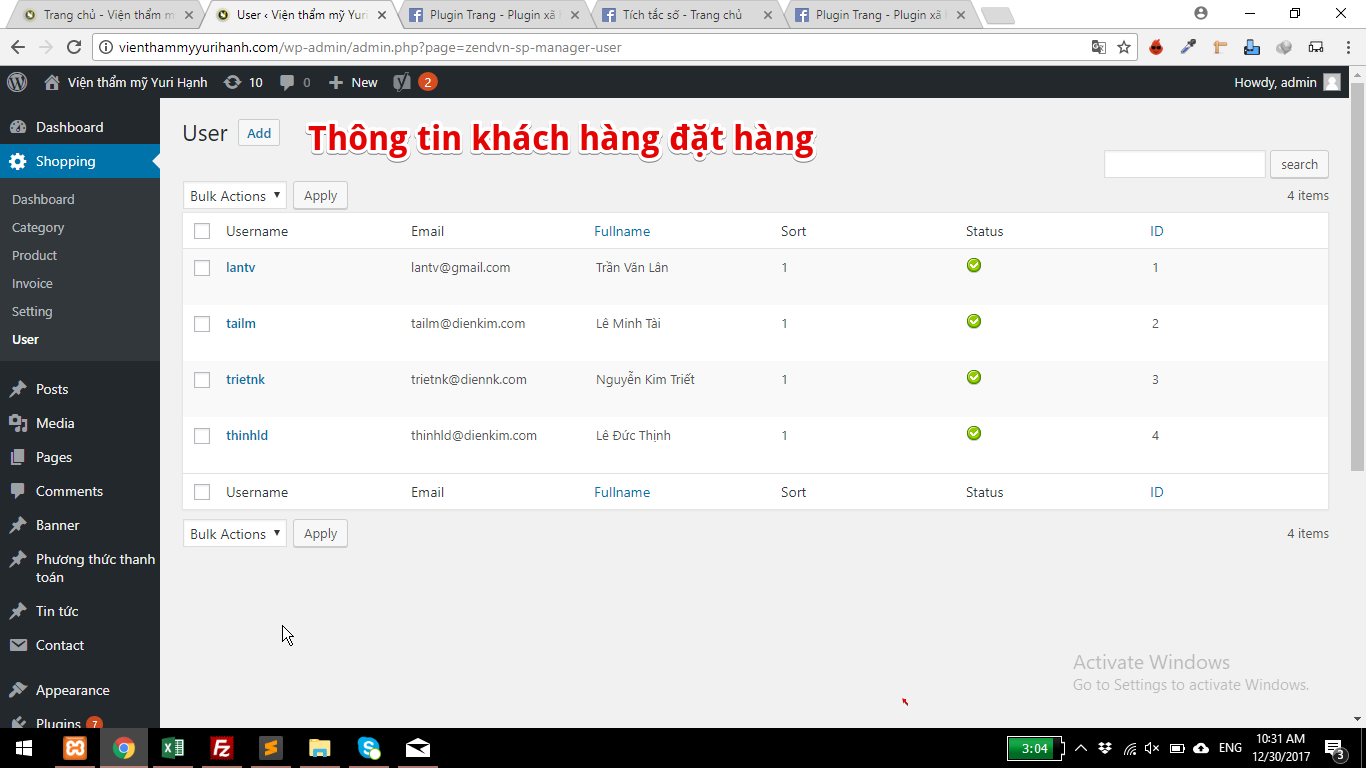 Trang chủ - Viện thẩm m
User ‹ Viện thẩm mỹ Yuri
Plugin Trang - Plugin xã
Tích tắc số - Trang chủ
Plugin Trang - Plugin xã
vienthammyyurihanh.com/wp-admin/admin.php?page=zendvn-sp-manager-user
Viện thẩm mỹ Yuri Hạnh
10
0
New
2
Howdy, admin
Dashboard
Shopping
Dashboard
Category
Product
Invoice
Setting
User
Posts
Media
Pages
Comments
Banner
Phương thức thanh
toán
Tin tức
Contact
Appearance
Plugins 7
User Add
Thông tin khách hàng đặt hàng
search
Bulk Actions Apply 4 items
Username Email Fullname Sort Status ID
lantv lantv@gmail.com Trần Văn Lân 1 1
tailm tailm@dienkim.com Lê Minh Tài 1 2
trietnk trietnk@diennk.com Nguyễn Kim Triết 1 3
thinhld thinhld@dienkim.com Lê Đức Thịnh 1 4
Username Email Fullname Sort Status ID
Bulk Actions Apply 4 items
Activate Windows
Go to Settings to activate Windows.
3:04
ENG
10:31 AM
12/30/2017
3